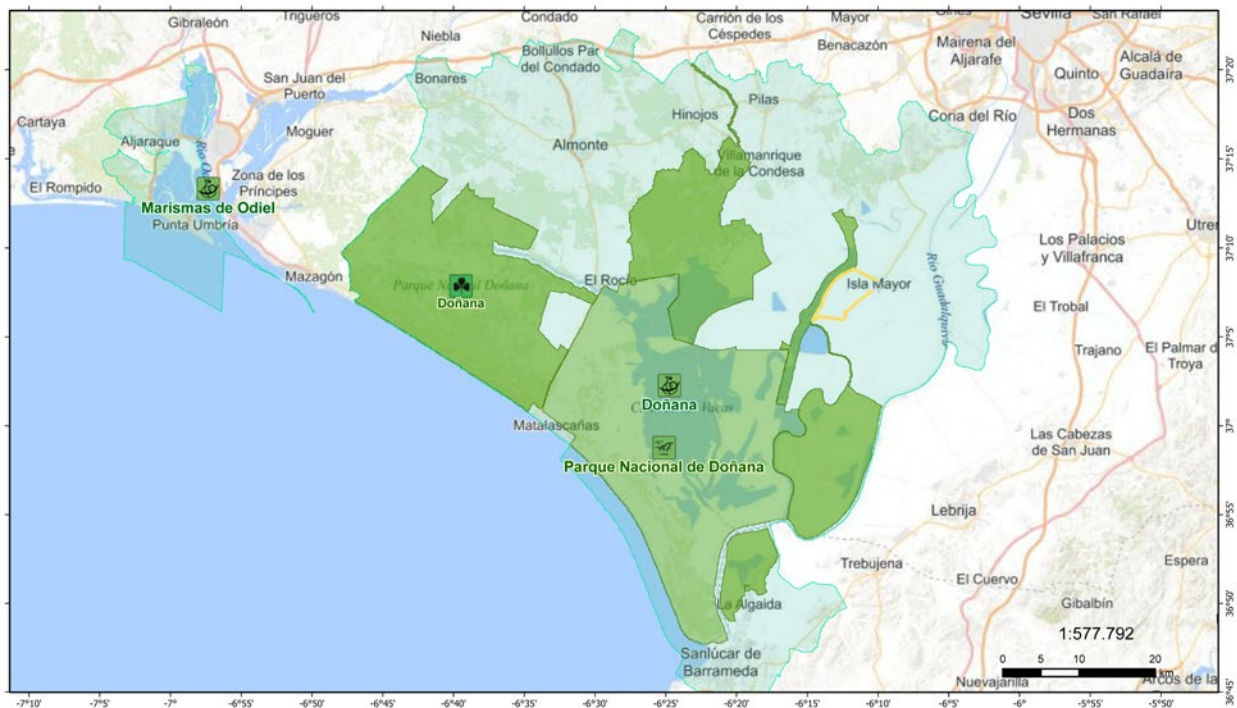 Gibraleón
Trigueros
Condado
Carrión de los
Céspedes
Mayor
Gines
Sevilla
San Rafael
Niebla
Bollullos Par
del Condado
Benacazón
Mairena del
Aljarafe
Alcalá de
Guadaíra
San Juan del
Puerto
Bonares
Quinto
Cartaya
Aljaraque
Moguer
Hinojos
Pilas
Coria del Río
Dos
Hermanas
Almonte
Villamanrique
de la Condesa
El Rompido
Zona de los
Príncipes
Marismas de Odiel
Punta Umbría
Los Palacios
y Villafranca
Mazagón
El Rocío
Isla Mayor
Río Guadalquivir
El Trobal
Doñana
Trajano
El Palmar d
Troya
Doñana
Matalascañas
Las Cabezas
de San Juan
Parque Nacional de Doñana
Lebrija
Trebujena
Espera
El Cuervo
La Algaida
Gibalbín
1:577.792
Sanlúcar de
Barrameda
0 5 10 20
km
Nuevajarilla
Arcos de la
37°20'
37°15'
37°10'
37°5'
37°
36°55'
36°50'
36°45'
-7°10' -7°5' -7° -6°55' -6°50' -6°45' -6°40' -6°35' -6°30' -6°25' -6°20' -6°15' -6°10' -6°5' -6° -5°55' -5°50'